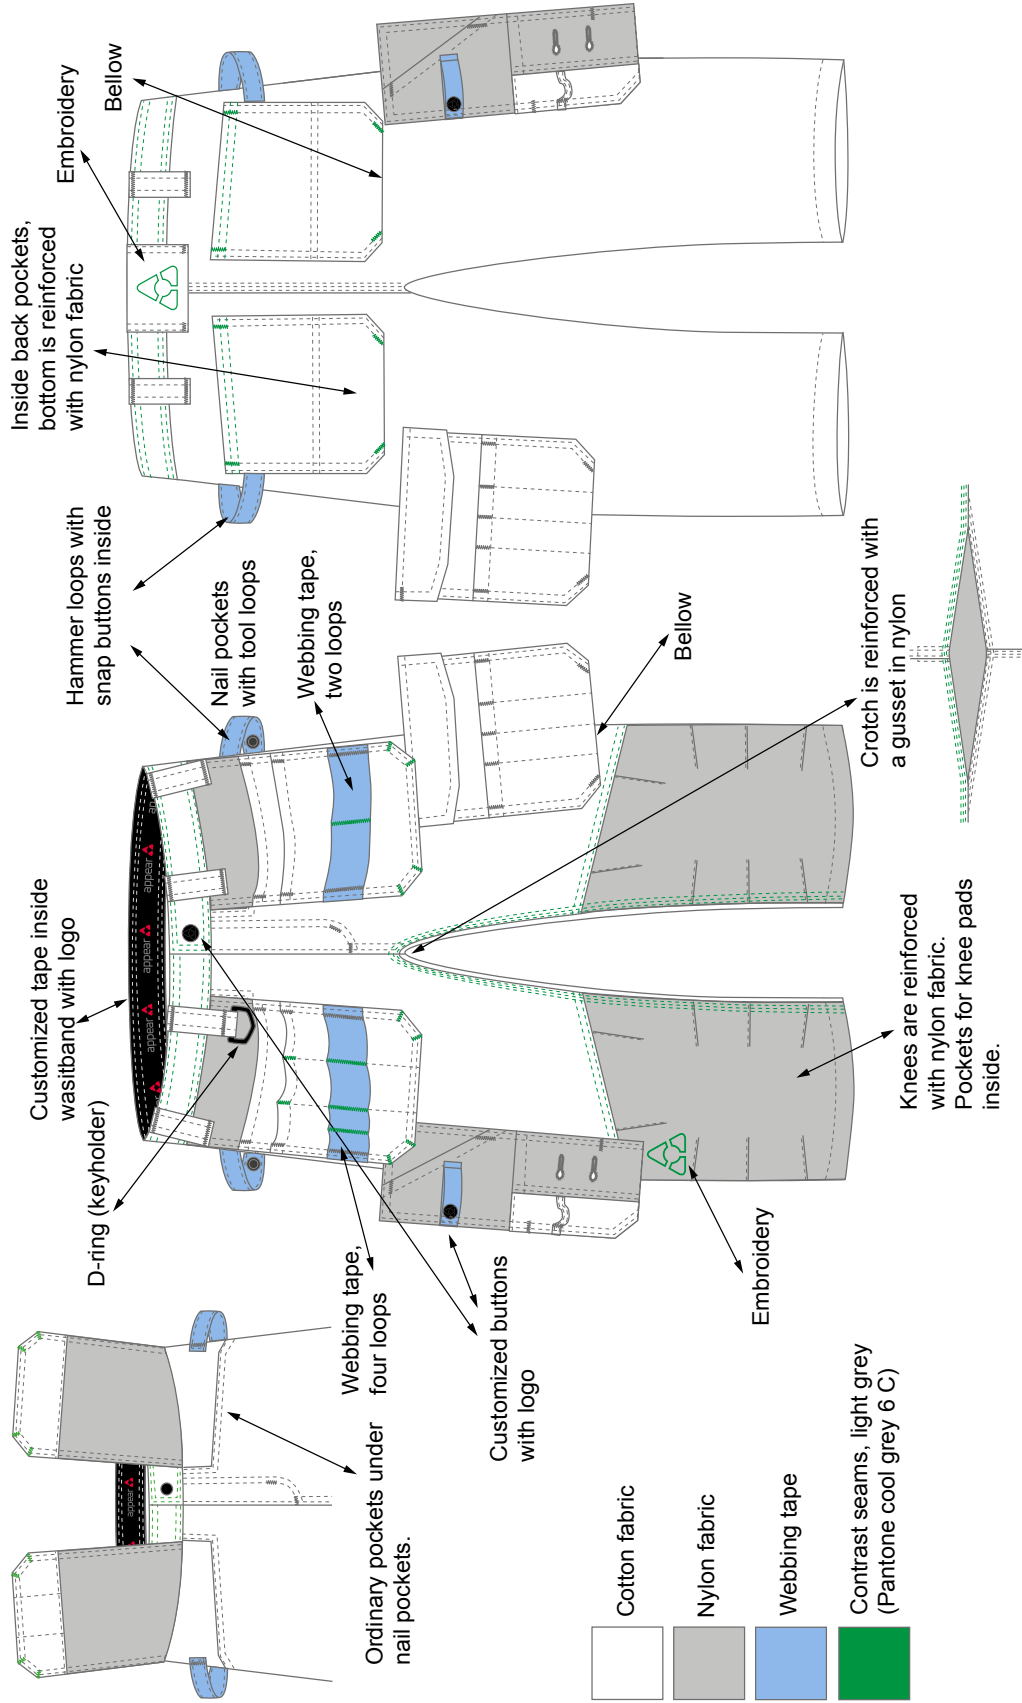 Inside back pockets,
bottom is reinforced
with nylon fabric
Embroidery
Bellow
Hammer loops with
snap buttons inside
Nail pockets
with tool loops
Webbing tape,
two loops
Customized tape inside
wasitband with logo
D-ring (keyholder)
appear
appear
appear
ap
appear
Webbing tape,
four loops
Ordinary pockets under
nail pockets.
Customized buttons
with logo
Bellow
Crotch is reinforced with
a gusset in nylon
Embroidery
Knees are reinforced
with nylon fabric.
Pockets for knee pads
inside.
Cotton fabric
Nylon fabric
Webbing tape
Contrast seams, light grey
(Pantone cool grey 6 C)